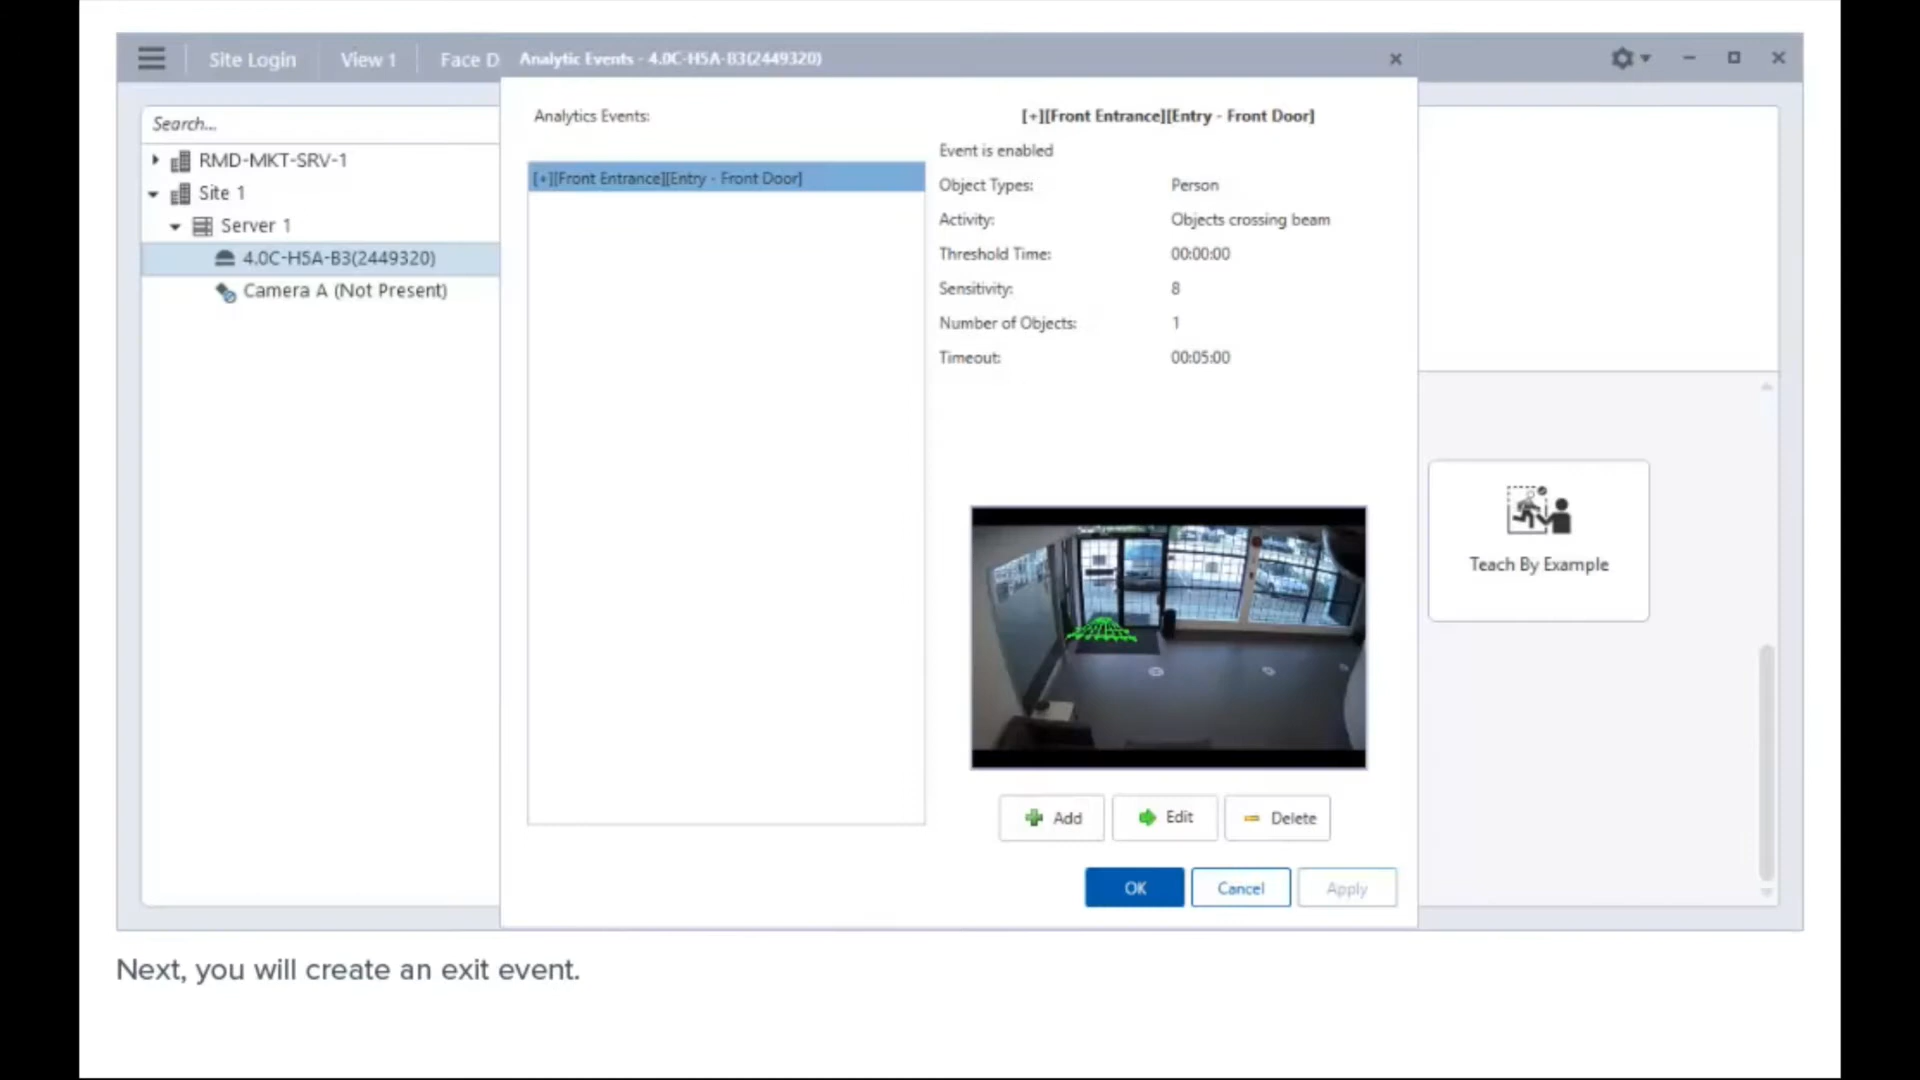 Site Login
View 1
Face D
Analytic Events - 4.0C-H5A-B3(2449320)
Search...
RMD-MKT-SRV-1
Site 1
Server 1
4.0C-H5A-B3(2449320)
Camera A (Not Present)
Analytics Events:
[+][Front Entrance][Entry - Front Door]
[+][Front Entrance][Entry - Front Door]
Event is enabled
Object Types: Person
Activity: Objects crossing beam
Threshold Time: 00:00:00
Sensitivity: 8
Number of Objects: 1
Timeout: 00:05:00
Teach By Example
Add
Edit
Delete
OK
Cancel
Apply
Next, you will create an exit event.